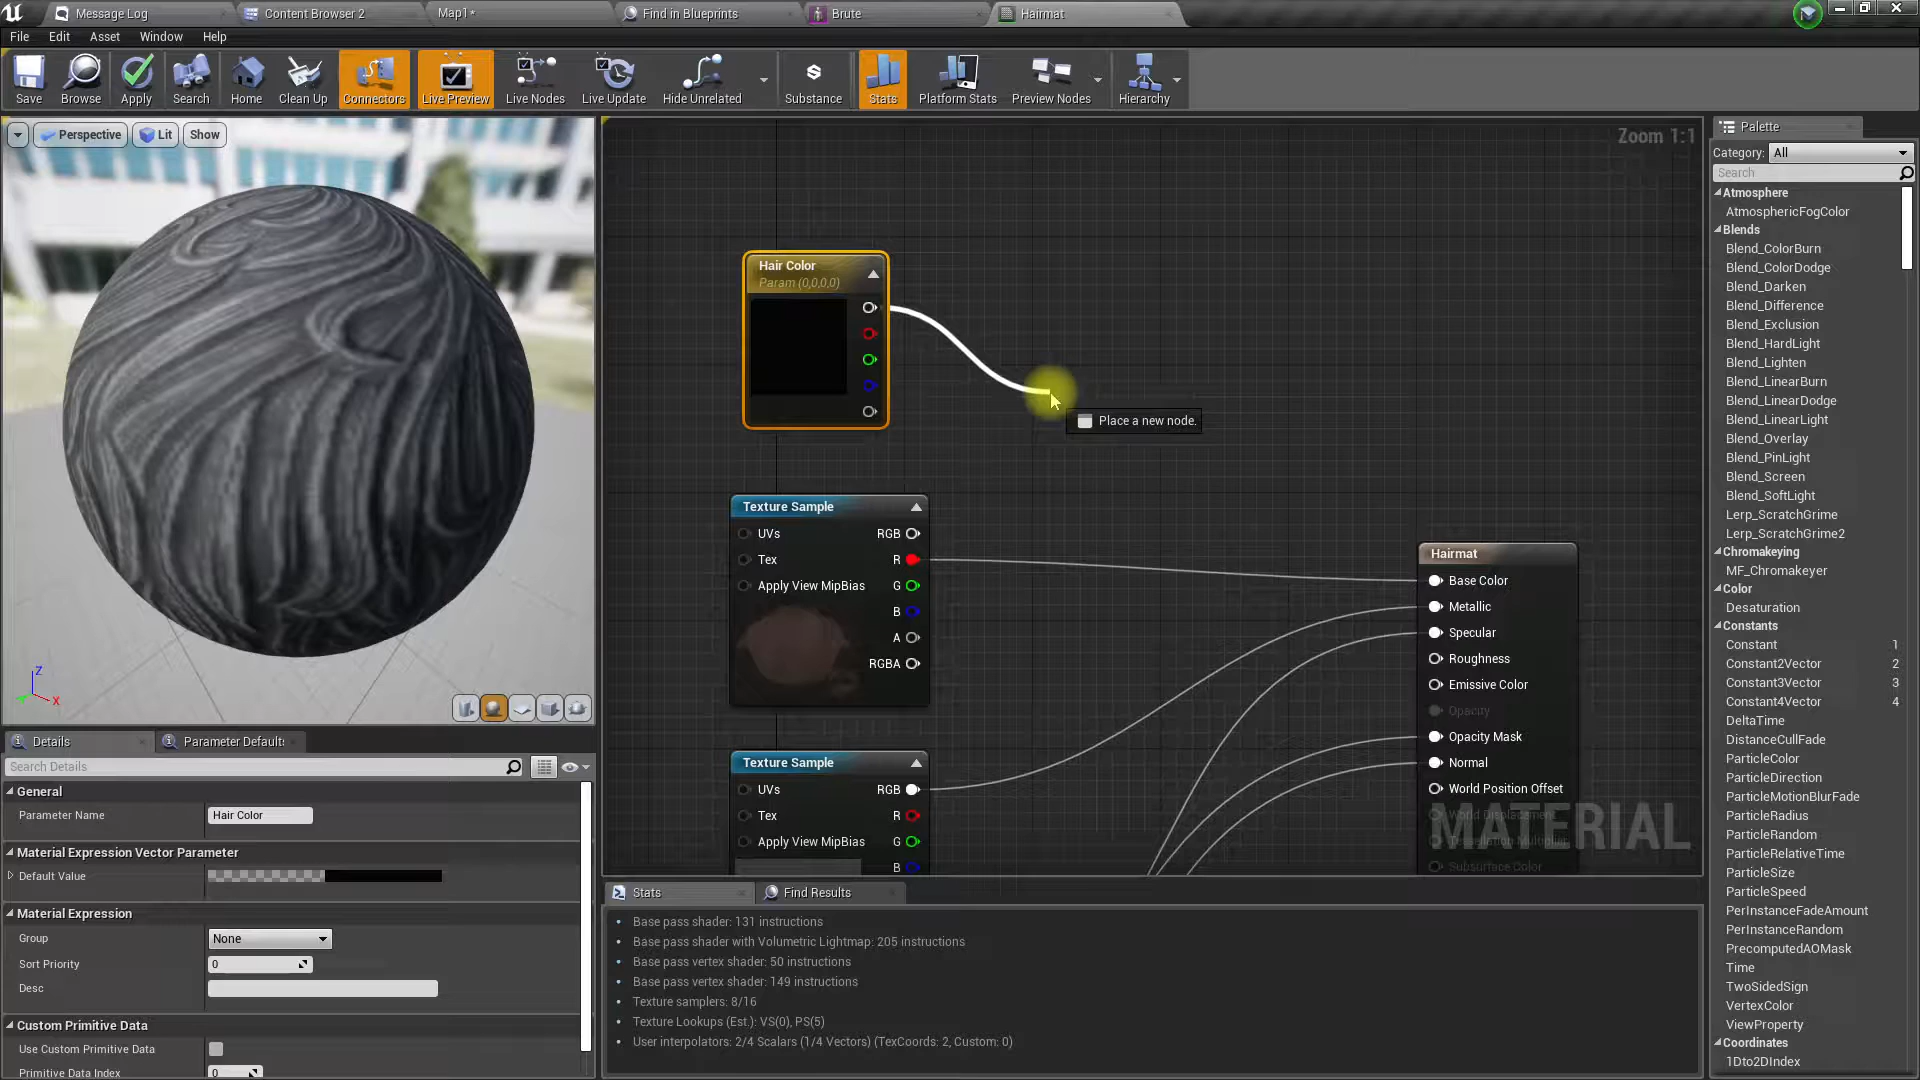 Message Log
Content Browser 2
Map1*
Find in Blueprints
Brute
Hairmat
File
Edit
Asset
Window
Help
Save
Browse
Apply
Search
Home
Clean Up
Connectors
Live Preview
Live Nodes
Live Update
Hide Unrelated
Substance
Stats
Platform Stats
Preview Nodes
Hierarchy
Perspective
Lit
Show
Z
X
Zoom 1:1
Hair Color
Param (0,0,0,0)
Place a new node.
Texture Sample
UVs
RGB
Tex
R
Apply View MipBias
G
B
A
RGBA
Texture Sample
UVs
RGB
Tex
R
Apply View MipBias
G
B
Hairmat
Base Color
Metallic
Specular
Roughness
Emissive Color
Opacity
Opacity Mask
Normal
World Position Offset
World Displacement
Tessellation Multiplier
Subsurface Color
MATERIAL
Details
Parameter Defaults
Search Details
General
Parameter Name
Hair Color
Material Expression Vector Parameter
Default Value
Material Expression
Group
None
Sort Priority
0
Desc
Custom Primitive Data
Use Custom Primitive Data
Primitive Data Index
0
Stats
Find Results
Base pass shader: 131 instructions
Base pass shader with Volumetric Lightmap: 205 instructions
Base pass vertex shader: 50 instructions
Base pass vertex shader: 149 instructions
Texture samplers: 8/16
Texture Lookups (Est.): VS(0), PS(5)
User interpolators: 2/4 Scalars (1/4 Vectors) (TexCoords: 2, Custom: 0)
Palette
Category:
All
Search
Atmosphere
AtmosphericFogColor
Blends
Blend_ColorBurn
Blend_ColorDodge
Blend_Darken
Blend_Difference
Blend_Exclusion
Blend_HardLight
Blend_Lighten
Blend_LinearBurn
Blend_LinearDodge
Blend_LinearLight
Blend_Overlay
Blend_PinLight
Blend_Screen
Blend_SoftLight
Lerp_ScratchGrime
Lerp_ScratchGrime2
Chromakeying
MF_Chromakeyer
Color
Desaturation
Constants
Constant 1
Constant2Vector 2
Constant3Vector 3
Constant4Vector 4
DeltaTime
DistanceCullFade
ParticleColor
ParticleDirection
ParticleMotionBlurFade
ParticleRadius
ParticleRandom
ParticleRelativeTime
ParticleSize
ParticleSpeed
PerInstanceFadeAmount
PerInstanceRandom
PrecomputedAOMask
Time
TwoSidedSign
VertexColor
ViewProperty
Coordinates
1Dto2DIndex